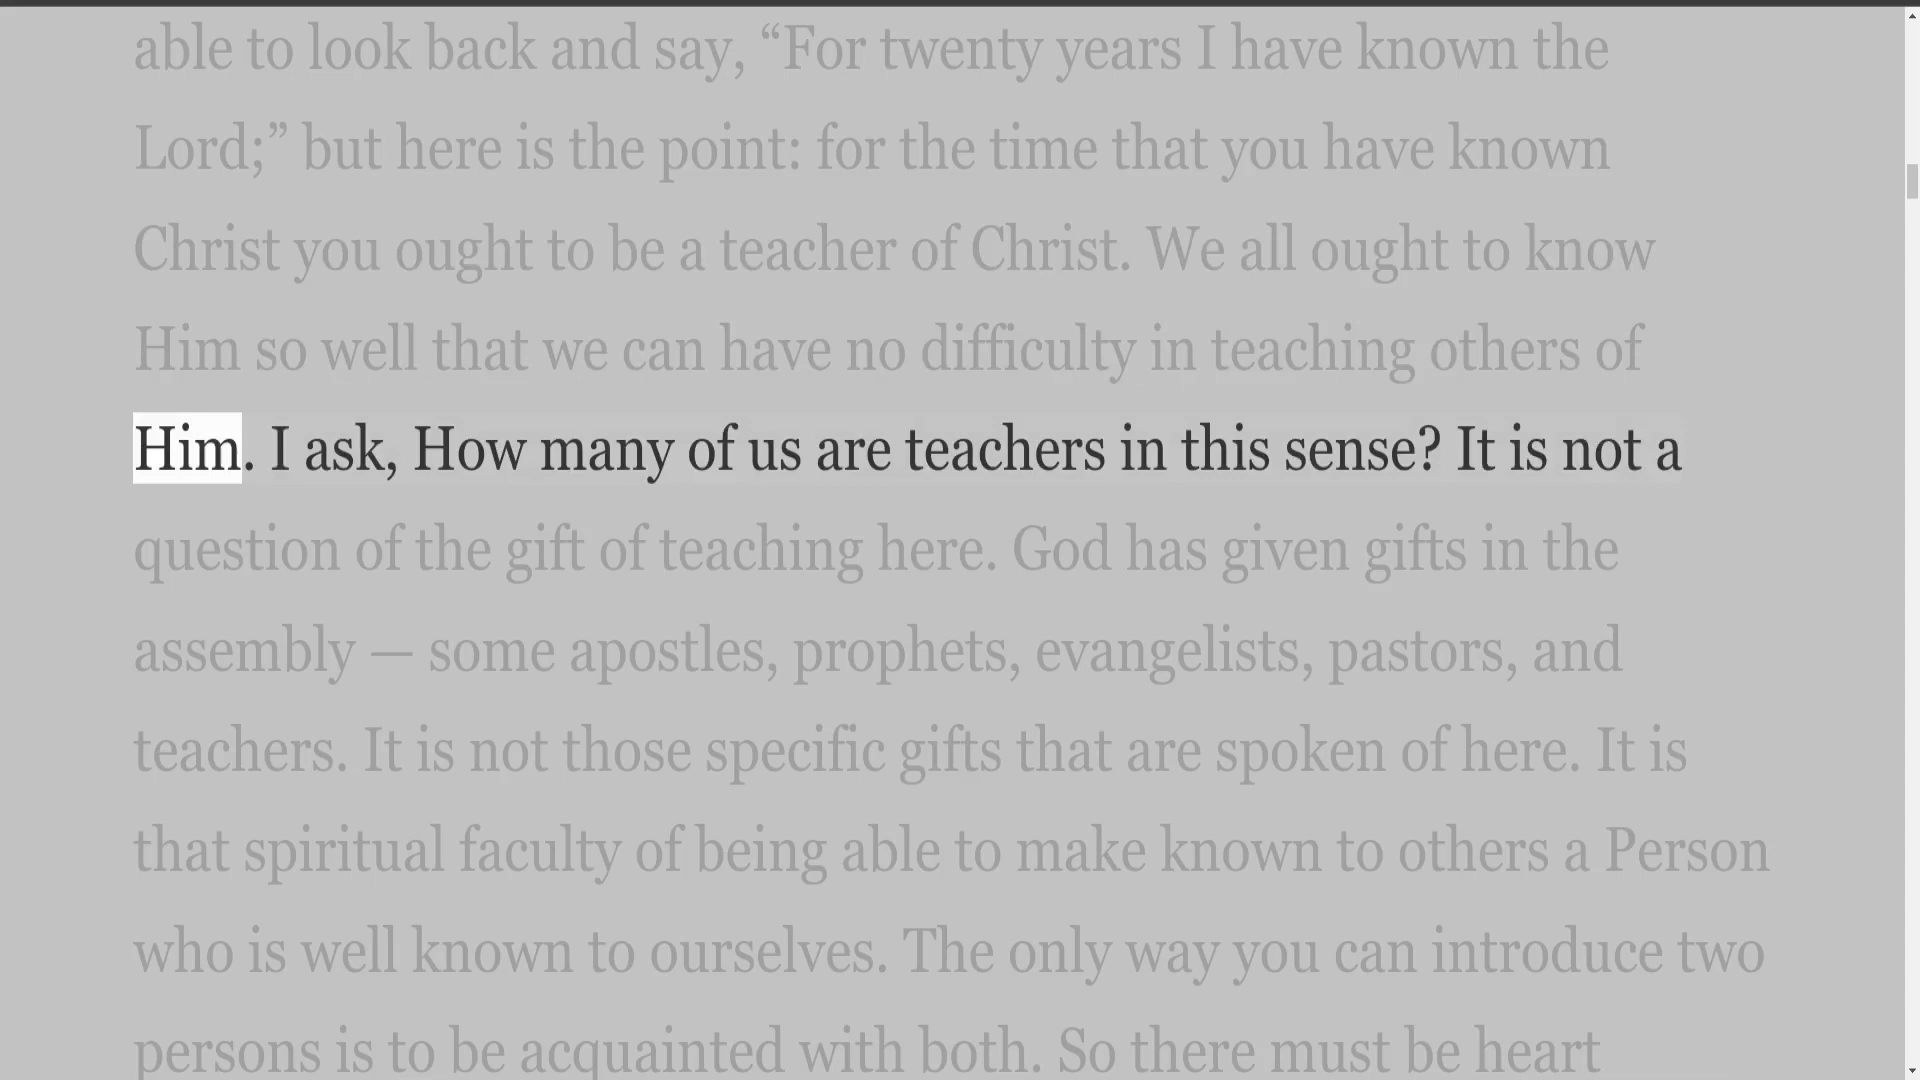 able to look back and say, “For twenty years I have known the
Lord;” but here is the point: for the time that you have known
Christ you ought to be a teacher of Christ. We all ought to know
Him so well that we can have no difficulty in teaching others of
Him. I ask, How many of us are teachers in this sense? It is not a
question of the gift of teaching here. God has given gifts in the
assembly — some apostles, prophets, evangelists, pastors, and
teachers. It is not those specific gifts that are spoken of here. It is
that spiritual faculty of being able to make known to others a Person
who is well known to ourselves. The only way you can introduce two
persons is to be acquainted with both. So there must be heart